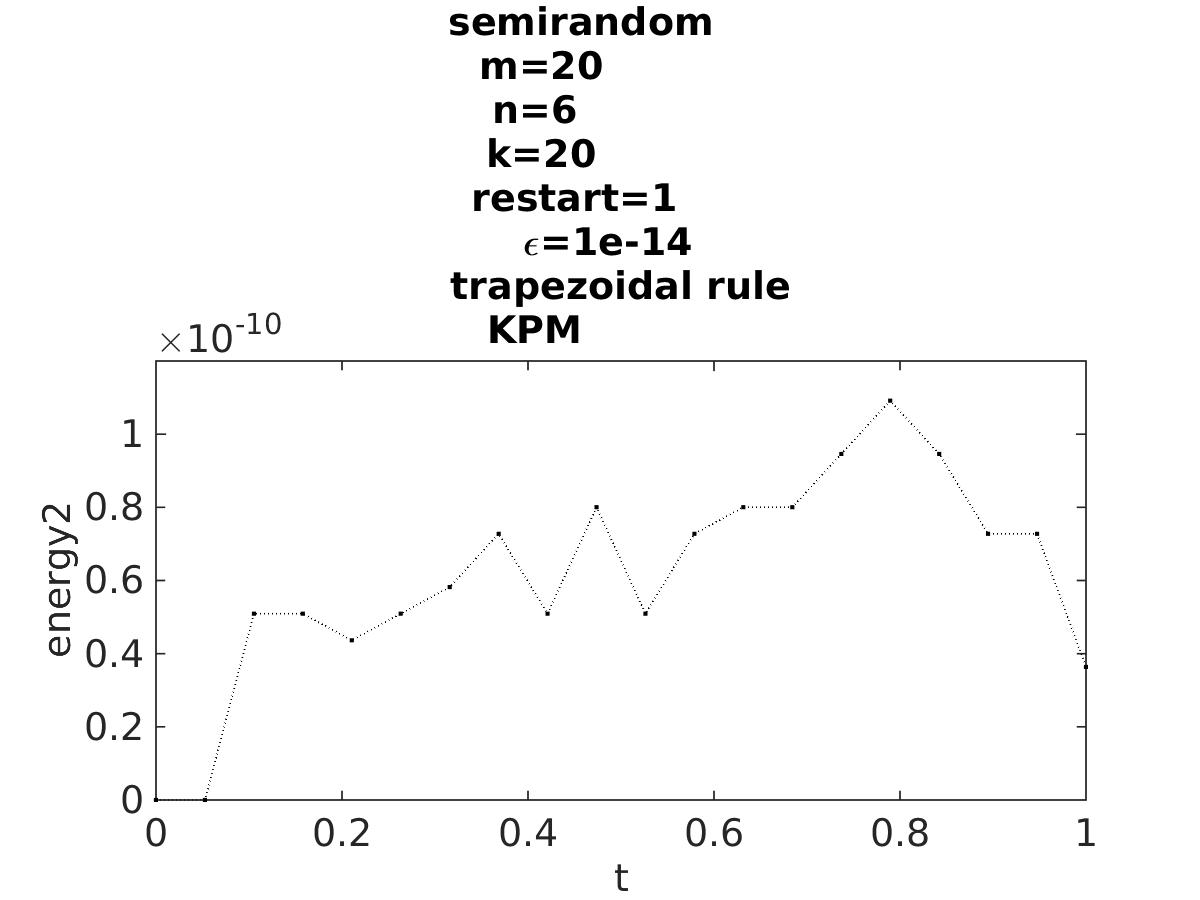 semirandom
m=20
n=6
k=20
restart=1
ϵ=1e-14
trapezoidal rule
KPM
×10^-10
1
0.8
0.6
0.4
0.2
0
energy2
0 0.2 0.4 0.6 0.8 1
t